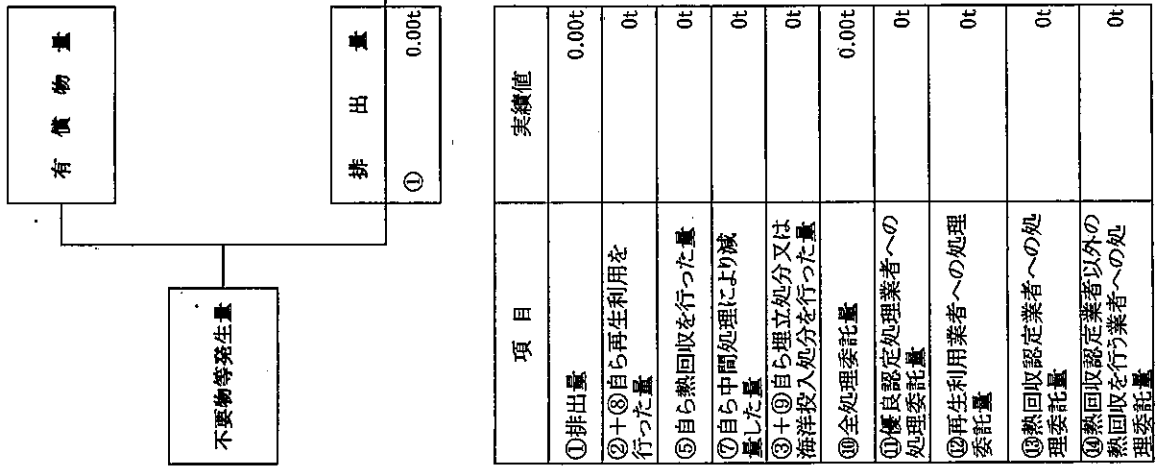 有償物量
不要物等発生量
排出量
① 0.00t
項目 実績値
①排出量 0.00t
②+⑧自ら再生利用を
行った量 0t
⑤自ら熱回収を行った量 0t
⑦自ら中間処理により減
量した量 0t
③+⑨自ら埋立処分又は
海洋投入処分を行った量 0t
⑩全処理委託量 0.00t
⑪優良認定処理業者への
処理委託量 0t
⑫再生利用業者への処理
委託量 0t
⑬熱回収認定業者への処
理委託量 0t
⑭熱回収認定業者以外の
熱回収を行う業者への処
理委託量 0t